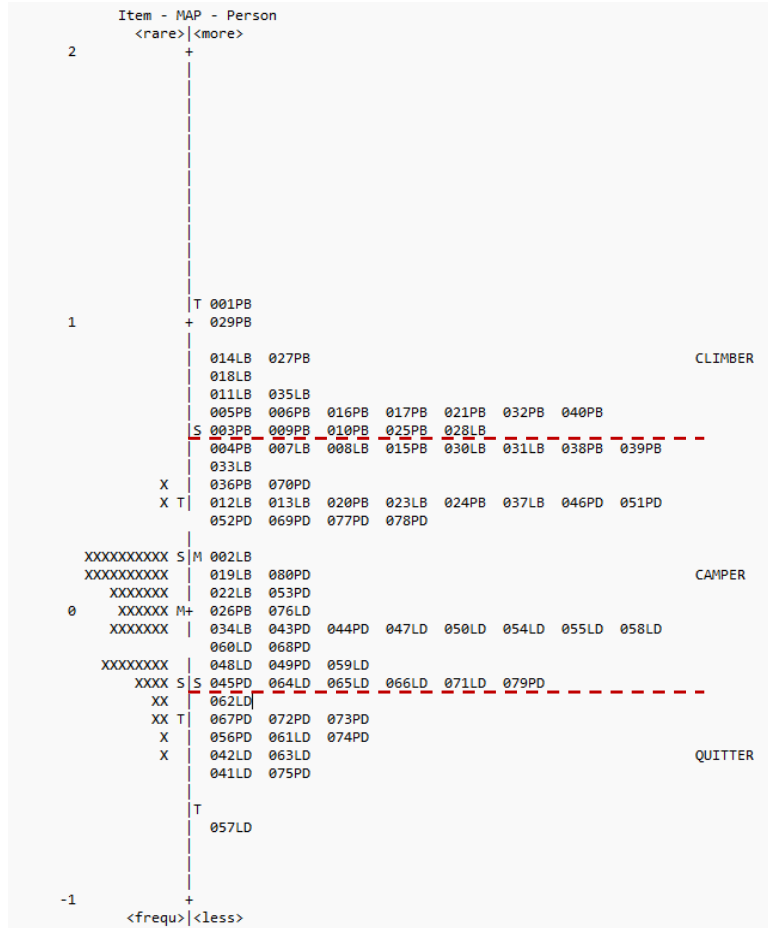 Item - MAP - Person
<rare>|<more>
2 +
|
|
|
|
|
|
|
|
|
|
|
|
|
|T 001PB
1 + 029PB
|
| 014LB 027PB CLIMBER
| 018LB
| 011LB 035LB
| 005PB 006PB 016PB 017PB 021PB 032PB 040PB
|S 003PB 009PB 010PB 025PB 028LB
| 004PB 007LB 008LB 015PB 030LB 031LB 038PB 039PB
| 033LB
X | 036PB 070PD
X T| 012LB 013LB 020PB 023LB 024PB 037LB 046PD 051PD
| 052PD 069PD 077PD 078PD
|
XXXXXXXXXX S|M 002LB
XXXXXXXXXX | 019LB 080PD CAMPER
XXXXXXX | 022LB 053PD
0 XXXXXX M+ 026PB 076LD
XXXXXXX | 034LB 043PD 044PD 047LD 050LD 054LD 055LD 058LD
| 060LD 068PD
XXXXXXXX | 048LD 049PD 059LD
XXXX S|S 045PD 064LD 065LD 066LD 071LD 079PD
XX | 062LD
XX T| 067PD 072PD 073PD
X | 056PD 061LD 074PD
X | 042LD 063LD QUITTER
| 041LD 075PD
|
|T
| 057LD
|
|
|
-1 +
<frequ>|<less>